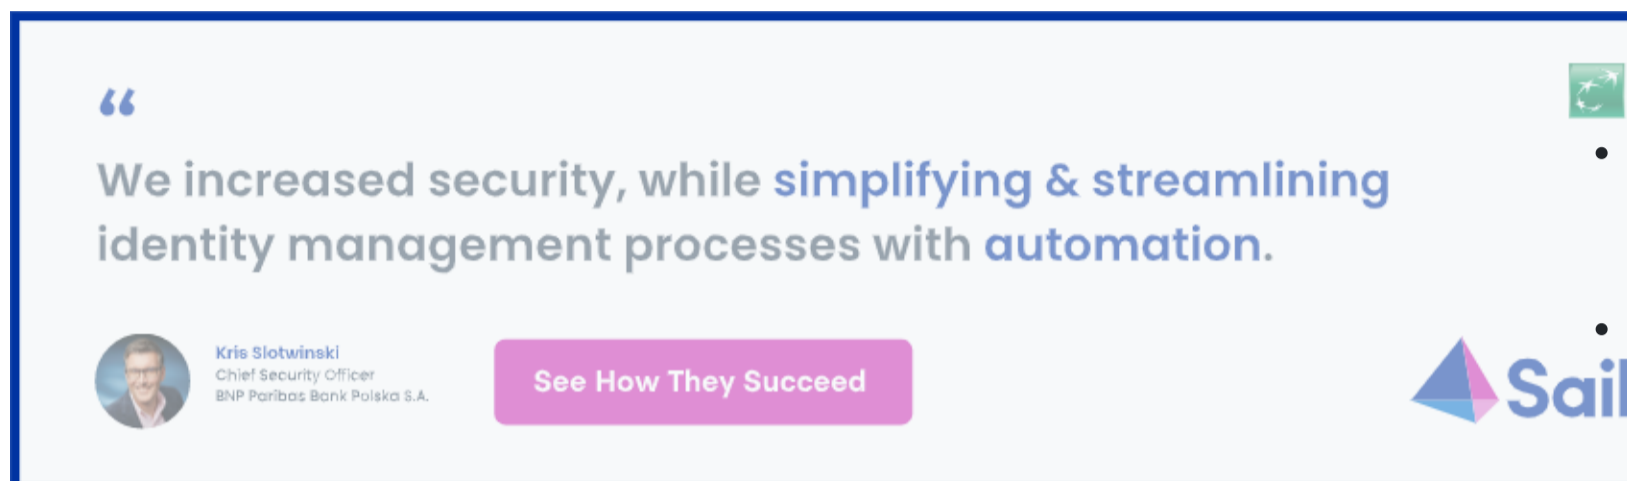 “
We increased security, while simplifying & streamlining
identity management processes with automation.
Kris Slotwinski
Chief Security Officer
BNP Paribas Bank Polska S.A.
See How They Succeed
Sail